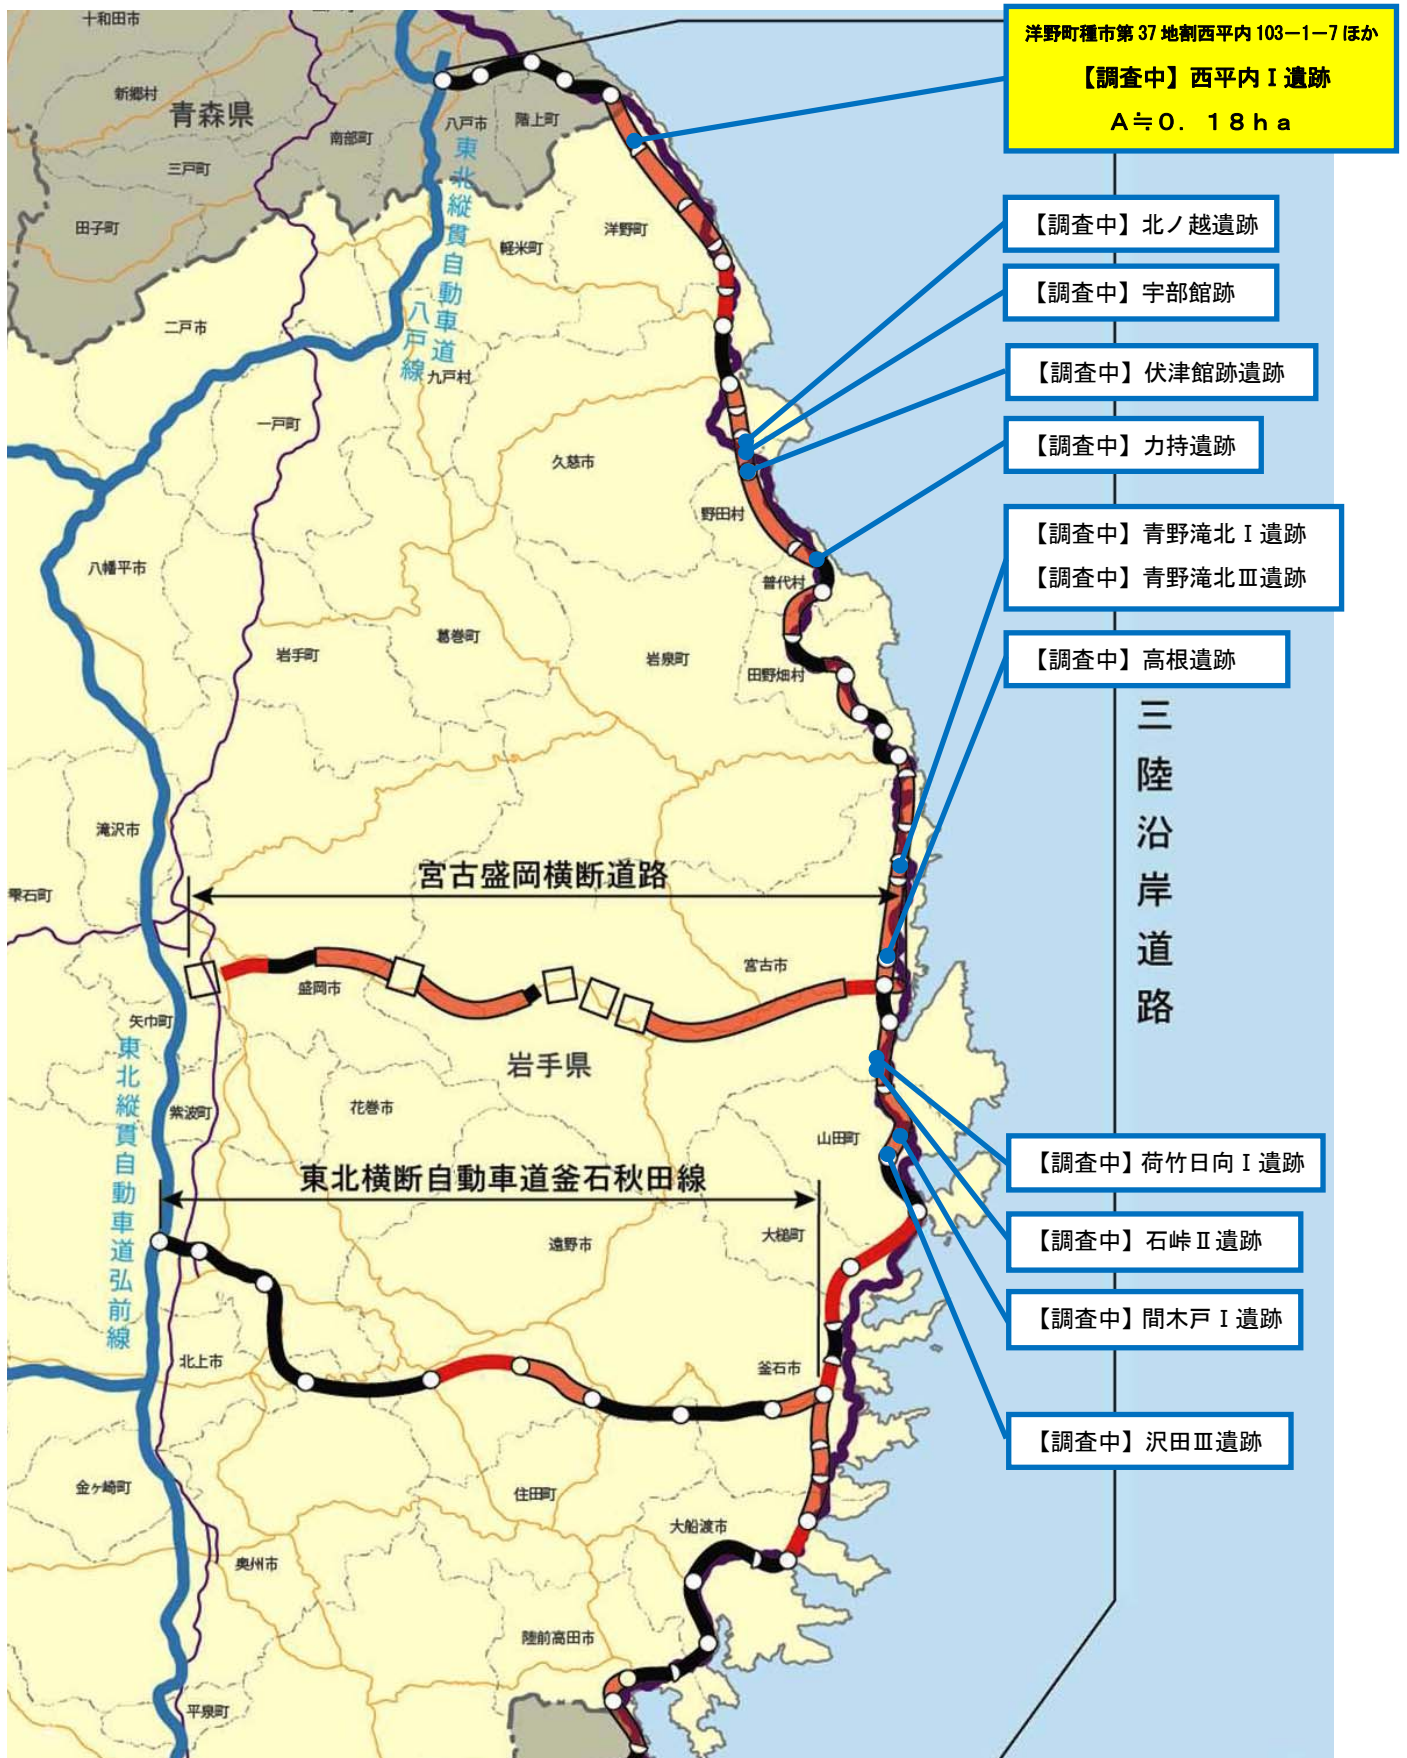 洋野町種市第37地割西平内103－1－7ほか
【調査中】西平内Ⅰ遺跡
A≒0．18ha
【調査中】北ノ越遺跡
【調査中】宇部館跡
【調査中】伏津館跡遺跡
【調査中】力持遺跡
【調査中】青野滝北Ⅰ遺跡
【調査中】青野滝北Ⅲ遺跡
【調査中】高根遺跡
三陸沿岸道路
【調査中】荷竹日向Ⅰ遺跡
【調査中】石峠Ⅱ遺跡
【調査中】間木戸Ⅰ遺跡
【調査中】沢田Ⅲ遺跡
十和田市
新郷村
青森県
南部町
八戸市
階上町
三戸町
田子町
東北縦貫自動車道
八戸線
洋野町
軽米町
二戸市
九戸村
一戸町
久慈市
野田村
八幡平市
普代村
葛巻町
岩手町
岩泉町
田野畑村
滝沢市
宮古盛岡横断道路
雫石町
宮古市
盛岡市
矢巾町
岩手県
東北縦貫自動車道弘前線
紫波町
花巻市
山田町
東北横断自動車道釜石秋田線
遠野市
大槌町
北上市
釜石市
金ヶ崎町
住田町
大船渡市
奥州市
陸前高田市
平泉町